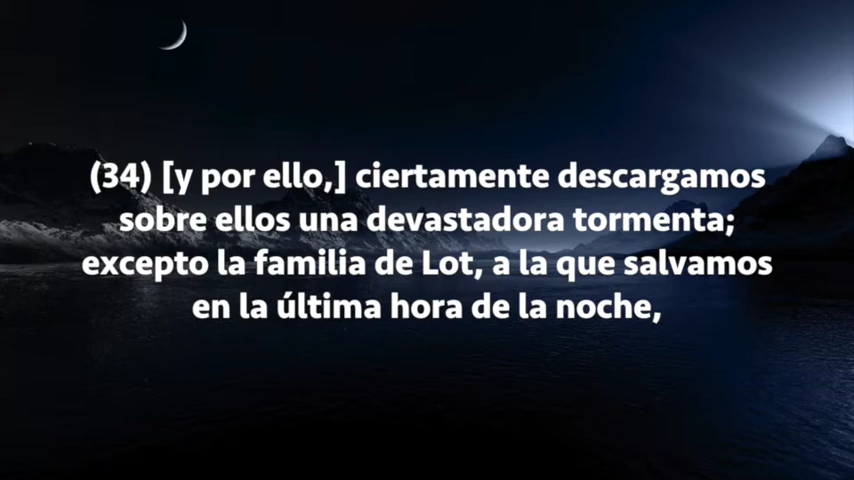 (34) [y por ello,] ciertamente descargamos
sobre ellos una devastadora tormenta;
excepto la familia de Lot, a la que salvamos
en la última hora de la noche,